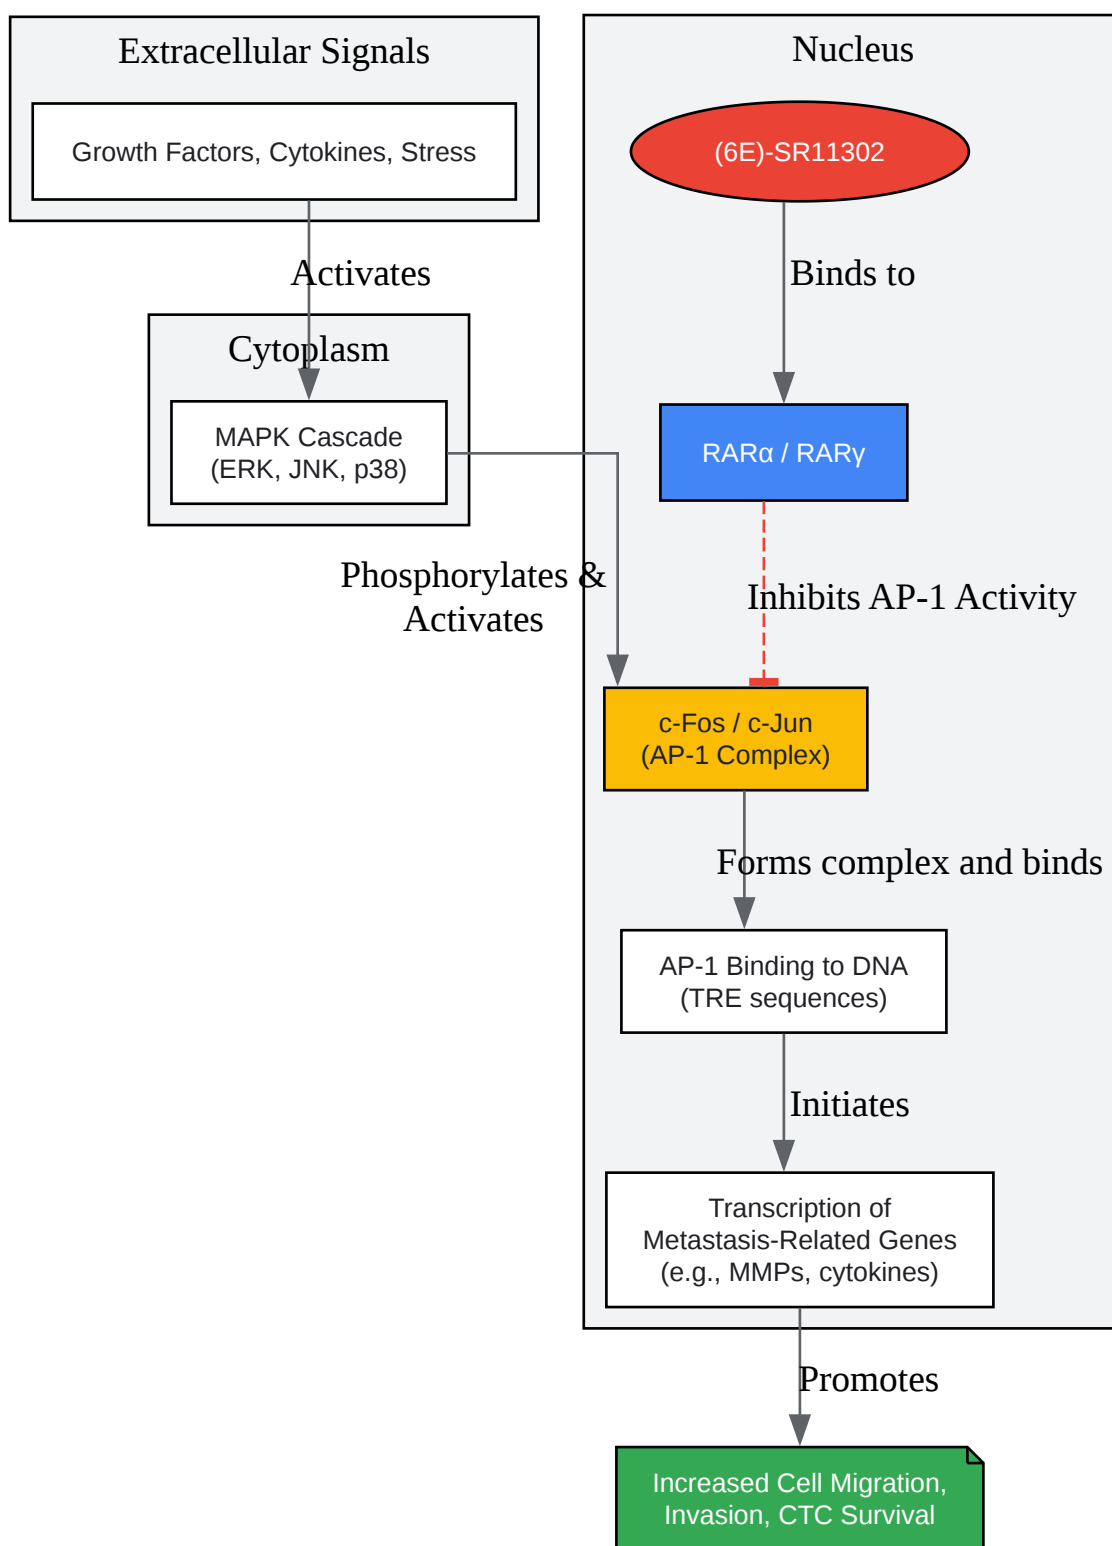 Extracellular Signals
Growth Factors, Cytokines, Stress
Activates
Cytoplasm
MAPK Cascade
(ERK, JNK, p38)
Phosphorylates &
Activates
Nucleus
(6E)-SR11302
Binds to
RARα / RARγ
Inhibits AP-1 Activity
c-Fos / c-Jun
(AP-1 Complex)
Forms complex and binds
AP-1 Binding to DNA
(TRE sequences)
Initiates
Transcription of
Metastasis-Related Genes
(e.g., MMPs, cytokines)
Promotes
Increased Cell Migration,
Invasion, CTC Survival